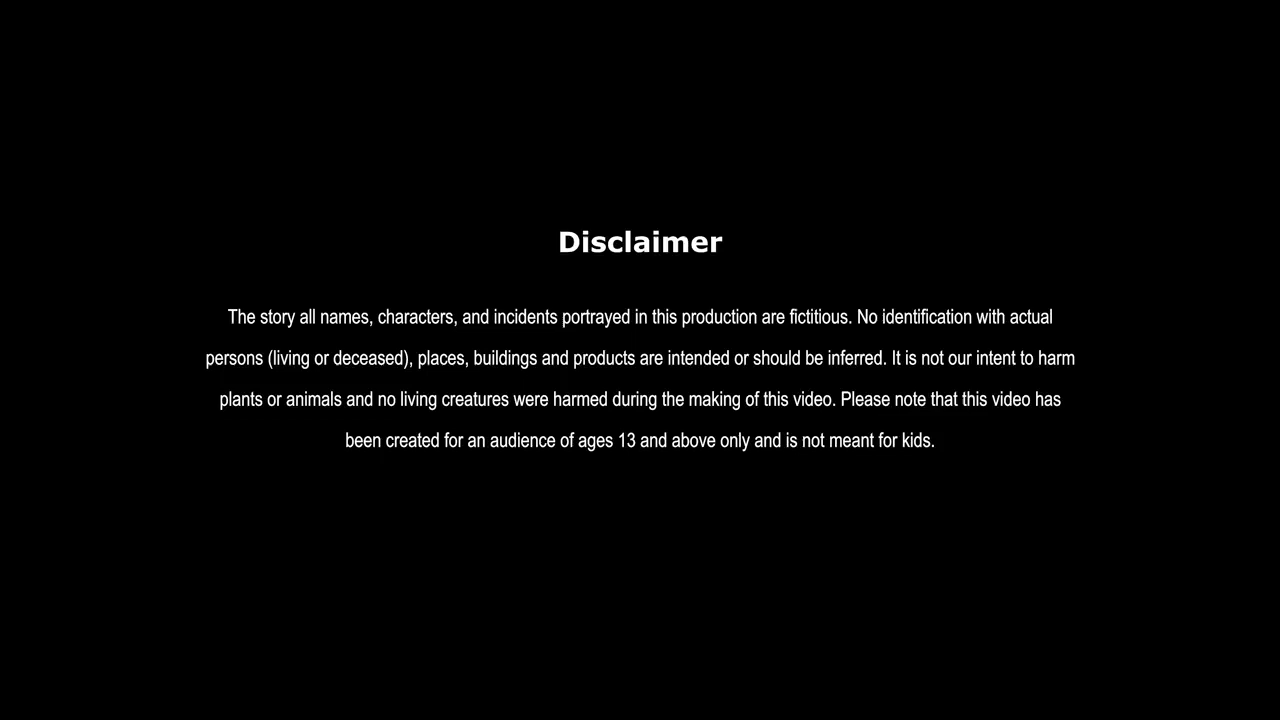 Disclaimer
The story all names, characters, and incidents portrayed in this production are fictitious. No identification with actual
persons (living or deceased), places, buildings and products are intended or should be inferred. It is not our intent to harm
plants or animals and no living creatures were harmed during the making of this video. Please note that this video has
been created for an audience of ages 13 and above only and is not meant for kids.